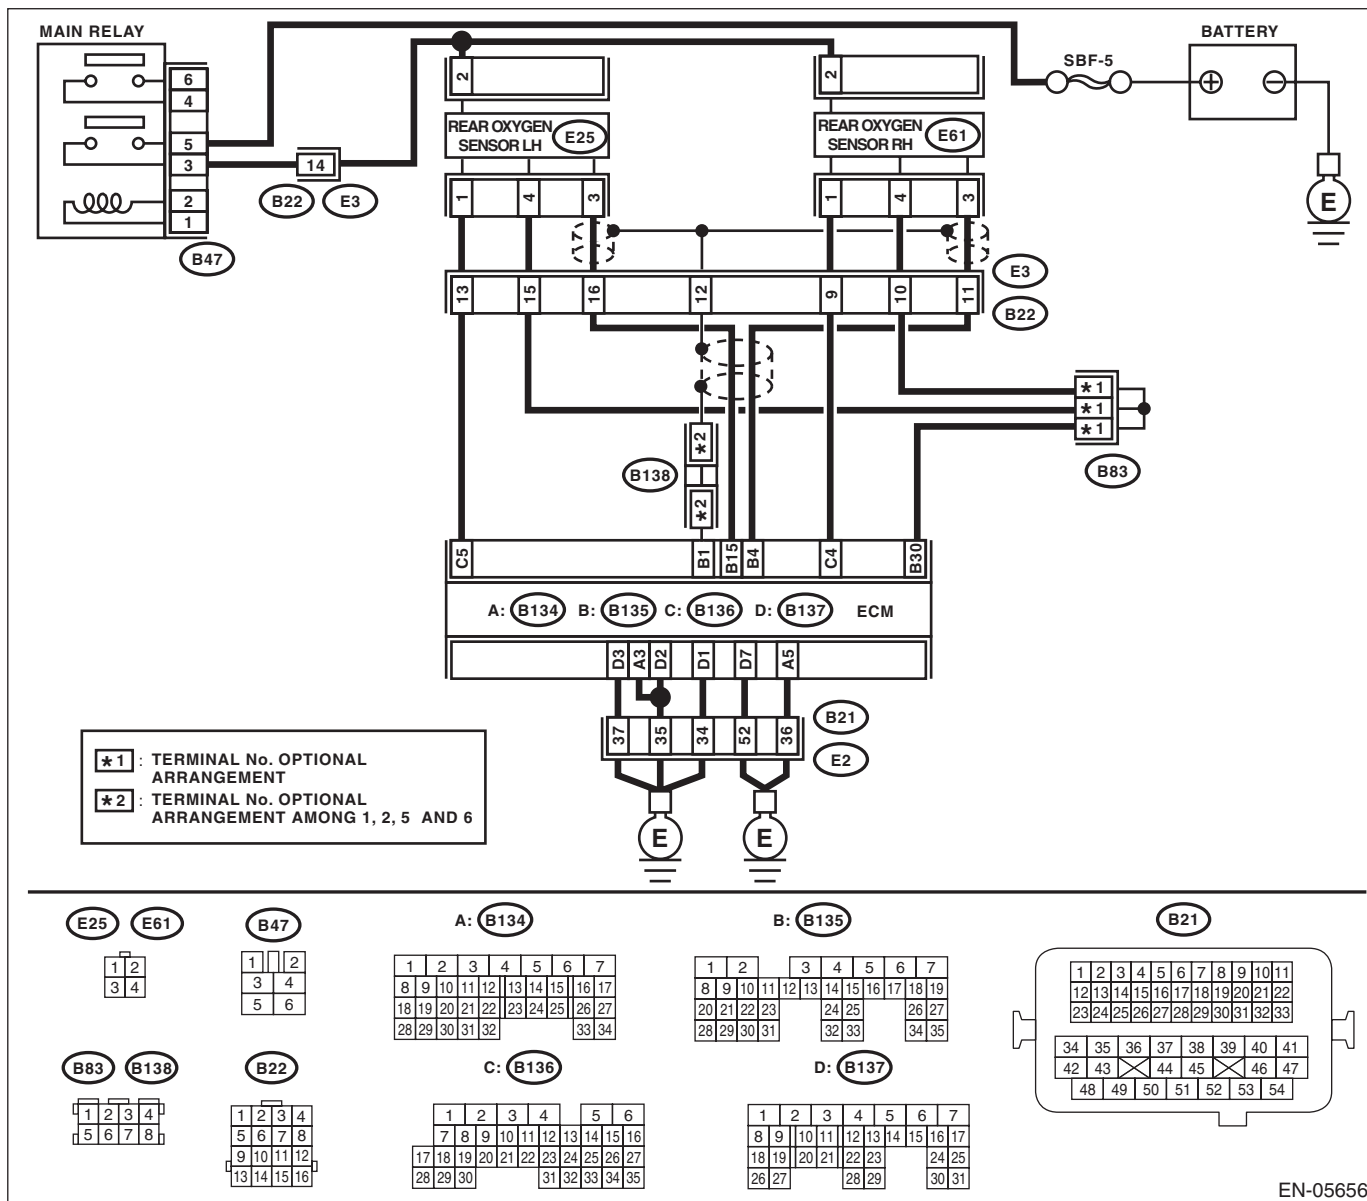 MAIN RELAY
BATTERY
SBF-5
6
4
5
3
2
1
14
B22 E3
B47
2
2
REAR OXYGEN
SENSOR LH
E25
REAR OXYGEN
SENSOR RH
E61
1 4 3
1 4 3
E
E3
B22
13 15 16 12 9 10 11
*1
*1
*1
B83
*2
B138
*2
C5 B1 B15 B4 C4 B30
A: B134 B: B135 C: B136 D: B137 ECM
D3 A3 D2 D1 D7 A5
B21
37 35 34 52 36
E2
E E
*1 : TERMINAL No. OPTIONAL
ARRANGEMENT
*2 : TERMINAL No. OPTIONAL
ARRANGEMENT AMONG 1, 2, 5 AND 6
E25 E61
1 2
3 4
B47
1 2
3 4
5 6
A: B134
1 2 3 4 5 6 7
8 9 10 11 12 13 14 15 16 17
18 19 20 21 22 23 24 25 26 27
28 29 30 31 32 33 34
B: B135
1 2 3 4 5 6 7
8 9 10 11 12 13 14 15 16 17 18 19
20 21 22 23 24 25 26 27
28 29 30 31 32 33 34 35
B21
1 2 3 4 5 6 7 8 9 10 11
12 13 14 15 16 17 18 19 20 21 22
23 24 25 26 27 28 29 30 31 32 33
34 35 36 37 38 39 40 41
42 43 44 45 46 47
48 49 50 51 52 53 54
B83 B138
1 2 3 4
5 6 7 8
B22
1 2 3 4
5 6 7 8
9 10 11 12
13 14 15 16
C: B136
1 2 3 4 5 6
7 8 9 10 11 12 13 14 15 16
17 18 19 20 21 22 23 24 25 26 27
28 29 30 31 32 33 34 35
D: B137
1 2 3 4 5 6 7
8 9 10 11 12 13 14 15 16 17
18 19 20 21 22 23 24 25
26 27 28 29 30 31
EN-05656